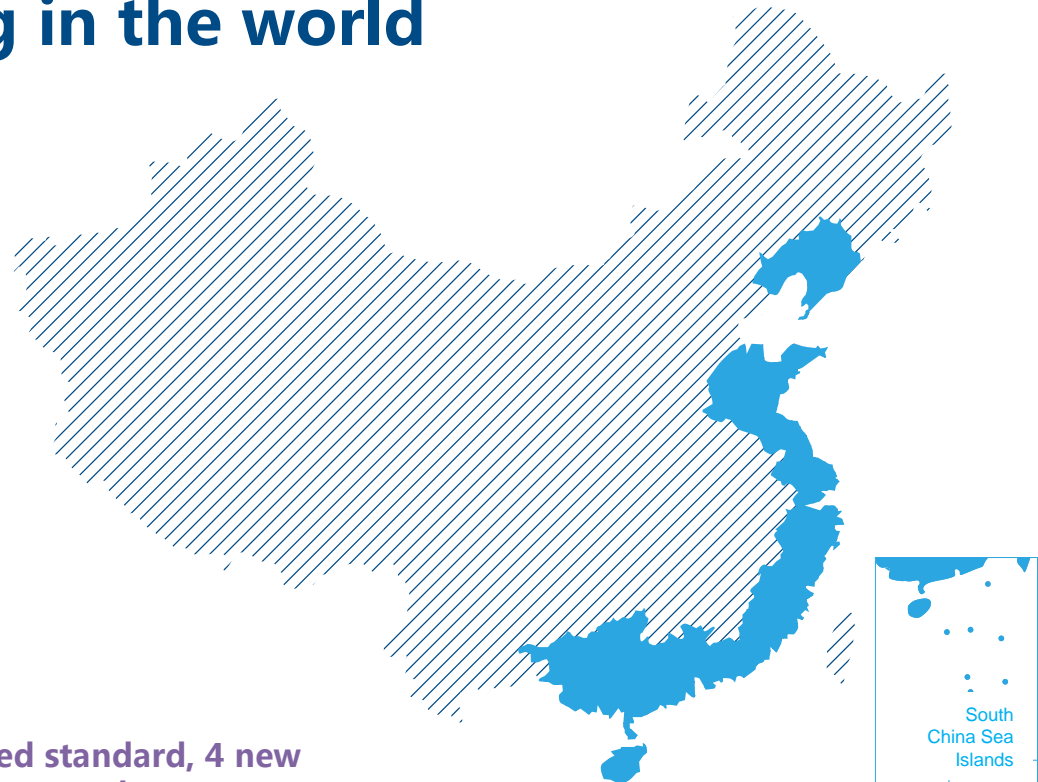 g in the world
South
China Sea
Islands
ed standard, 4 new